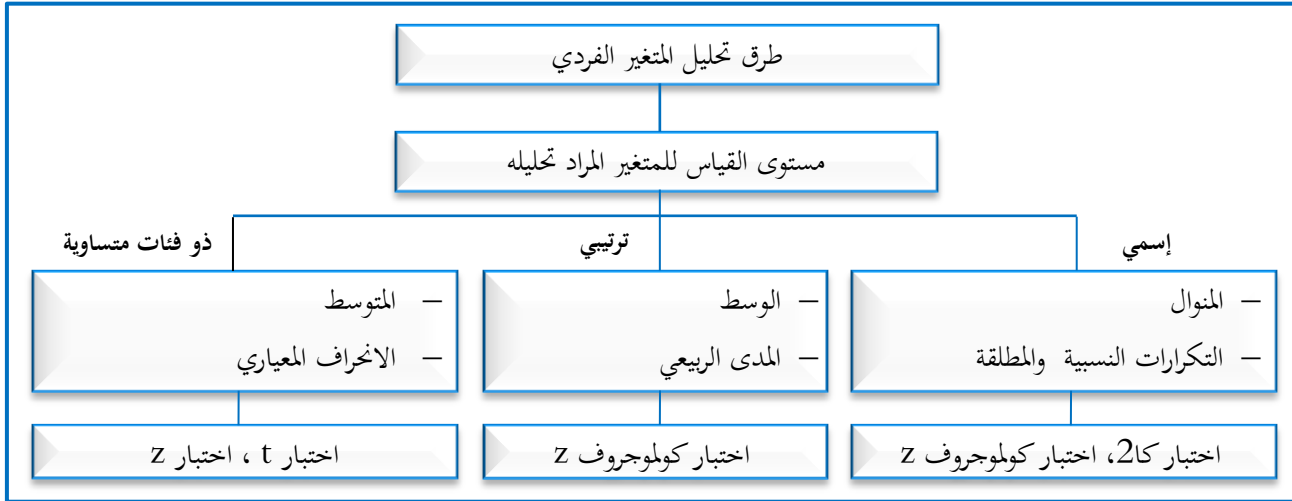 طرق تحليل المتغير الفردي
مستوى القياس للمتغير المراد تحليله
إسمي
ترتيبي
ذو فئات متساوية
– المنوال
– التكرارات النسبية والمطلقة
– الوسط
– المدى الربيعي
– المتوسط
– الانحراف المعياري
اختبار كا2، اختبار كولموجروف z
اختبار كولموجروف z
اختبار t ، اختبار z